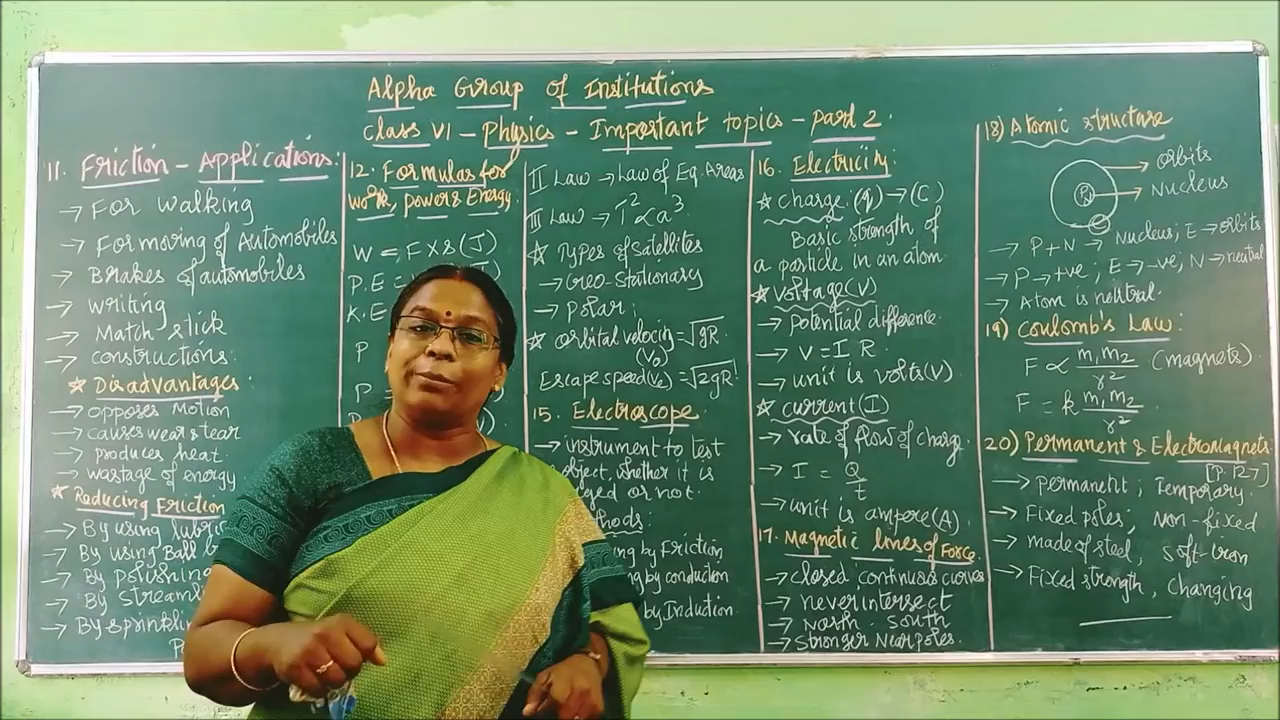 Alpha Group of Institutions
Class VI - Physics - Important topics - Part 2
11. Friction - Applications:
→ For walking
→ For moving of Automobiles
→ Brakes of automobiles
→ writing
→ Match stick
→ constructions:
★ Disadvantages:
→ opposes Motion
→ causes wear & tear
→ produces heat.
→ wastage of energy
★ Reducing Friction
→ By using
→ By using Ball
→ By polishing
→ By
→ By
12. Formulas for
work, power & Energy:
W = F x s (J)
P.E =
K.E
P
P =
II Law → Law of Eq. Areas
III Law → T² ∝ a³.
★ Types of Satellites
→ Geo-Stationary
→ polar;
★ orbital velocity = √gR.
(V₀)
Escape speed (Ve) = √2gR
15. Electroscope
→ instrument to test
object, whether it is
or not.
by Friction
by conduction
by Induction.
16. Electricity:
★ charge: (q) → (C)
Basic strength of
a particle in an atom
★ voltage (V)
→ potential difference
→ V = I R.
→ unit is volts (V)
★ current (I)
→ rate of flow of charge.
→ I = Q/t
→ unit is ampere (A)
17. Magnetic lines of Force.
→ closed continuous curves
→ never intersect
→ North - South
→ Stronger Near poles.
18) Atomic structure
→ orbits
→ Nucleus
→ P + N → Nucleus; E → orbits
→ P → +ve; E → -ve; N → neutral
→ Atom is neutral.
19) Coulomb's Law:
F ∝ m₁m₂/r² (magnets).
F = k m₁m₂/r².
20) Permanent & Electromagnets.
→ permanent; Temporary.
→ Fixed poles; non-fixed
→ made of steel, soft-iron
→ Fixed strength, Changing